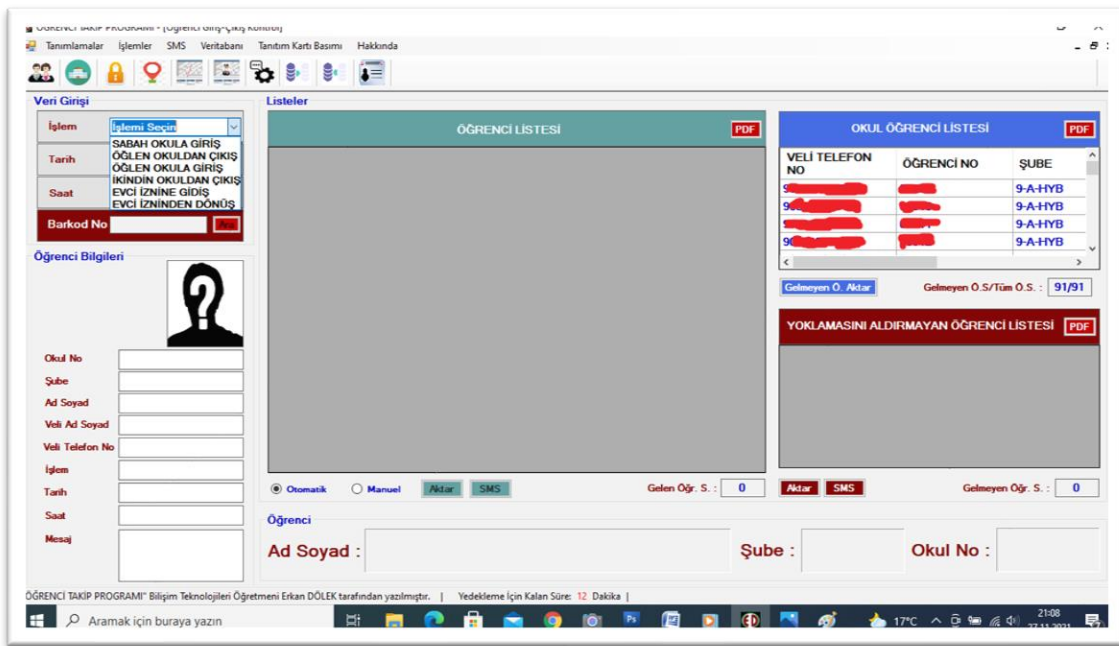 ÖĞRENCİ TAKİP PROGRAMI - [Öğrenci Giriş-Çıkış Kontrol]
Tanımlamalar İşlemler SMS Veritabanı Tanıtım Kartı Basımı Hakkında
Veri Girişi
İşlem İşlemi Seçin
SABAH OKULA GİRİŞ
ÖĞLEN OKULDAN ÇIKIŞ
ÖĞLEN OKULA GİRİŞ
İKİNDİN OKULDAN ÇIKIŞ
EVCİ İZNİNE GİDİŞ
EVCİ İZNİNDEN DÖNÜŞ
Tarih
Saat
Barkod No Ara
Öğrenci Bilgileri
Okul No
Şube
Ad Soyad
Veli Ad Soyad
Veli Telefon No
İşlem
Tarih
Saat
Mesaj
Listeler
ÖĞRENCİ LİSTESİ PDF
Otomatik Manuel Aktar SMS Gelen Öğr. S. : 0
OKUL ÖĞRENCİ LİSTESİ PDF
VELİ TELEFON NO ÖĞRENCİ NO ŞUBE
9-A-HYB
9-A-HYB
9-A-HYB
9-A-HYB
Gelmeyen Ö. Aktar Gelmeyen Ö.S/Tüm Ö.S. : 91/91
YOKLAMASINI ALDIRMAYAN ÖĞRENCİ LİSTESİ PDF
Aktar SMS Gelmeyen Öğr. S. : 0
Öğrenci
Ad Soyad : Şube : Okul No :
ÖĞRENCİ TAKİP PROGRAMI" Bilişim Teknolojileri Öğretmeni Erkan DÖLEK tarafından yazılmıştır. | Yedekleme İçin Kalan Süre: 12 Dakika |
Aramak için buraya yazın
17°C
21:08
27.11.2021